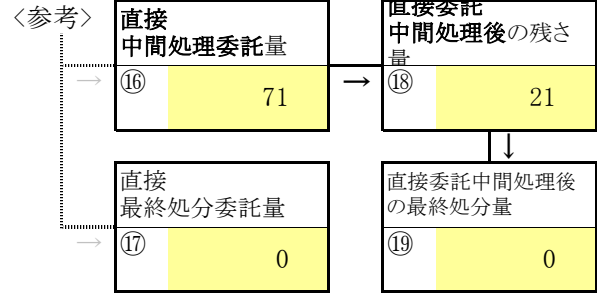 〈参考〉
直接
中間処理委託量
⑯
71
→
→
直接委託
中間処理後の残さ
量
⑱
21
↓
直接
最終処分委託量
→
⑰
0
直接委託中間処理後
の最終処分量
⑲
0